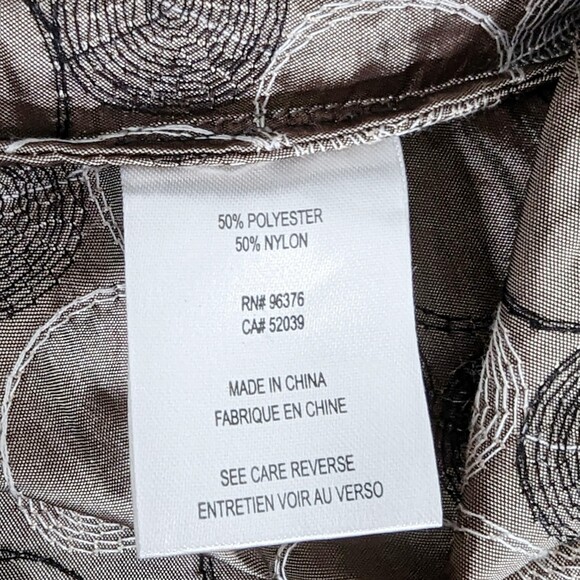 50% POLYESTER
50% NYLON
RN# 96376
CA# 52039
MADE IN CHINA
FABRIQUE EN CHINE
SEE CARE REVERSE
ENTRETIEN VOIR AU VERSO